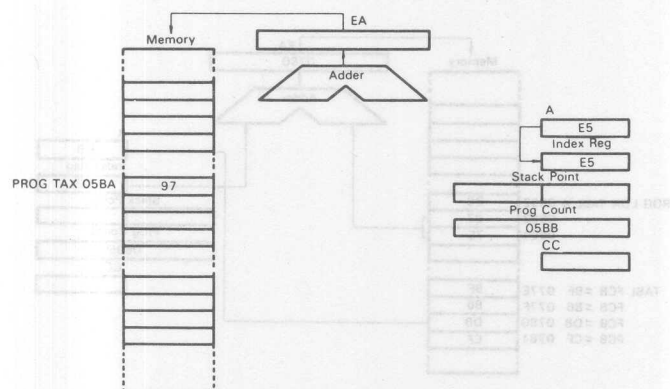 EA
Memory
Adder
A
E5
Index Reg
E5
Stack Point
PROG TAX 05BA 97
Prog Count
05BB
CC